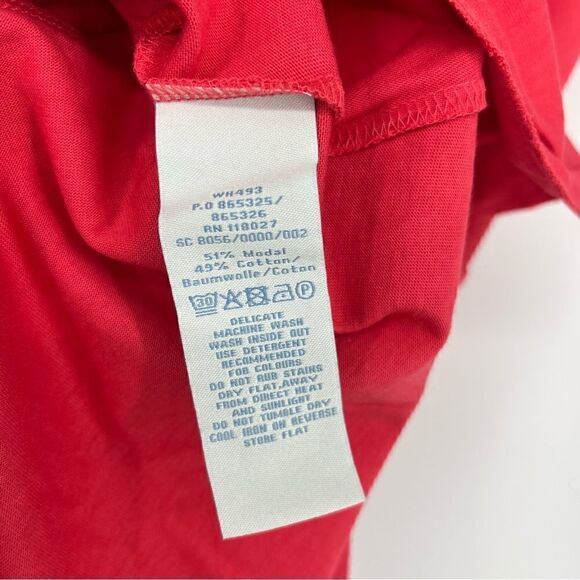 WH493
P.O 865325/
865326
RN 118027
SC 8056/0000/002
51% Modal
49% Cotton/
Baumwolle/Coton
30 P
DELICATE
MACHINE WASH
WASH INSIDE OUT
USE DETERGENT
RECOMMENDED
FOR COLOURS
DO NOT RUB STAINS
DRY FLAT,AWAY
FROM DIRECT HEAT
AND SUNLIGHT
DO NOT TUMBLE DRY
COOL IRON ON REVERSE
STORE FLAT